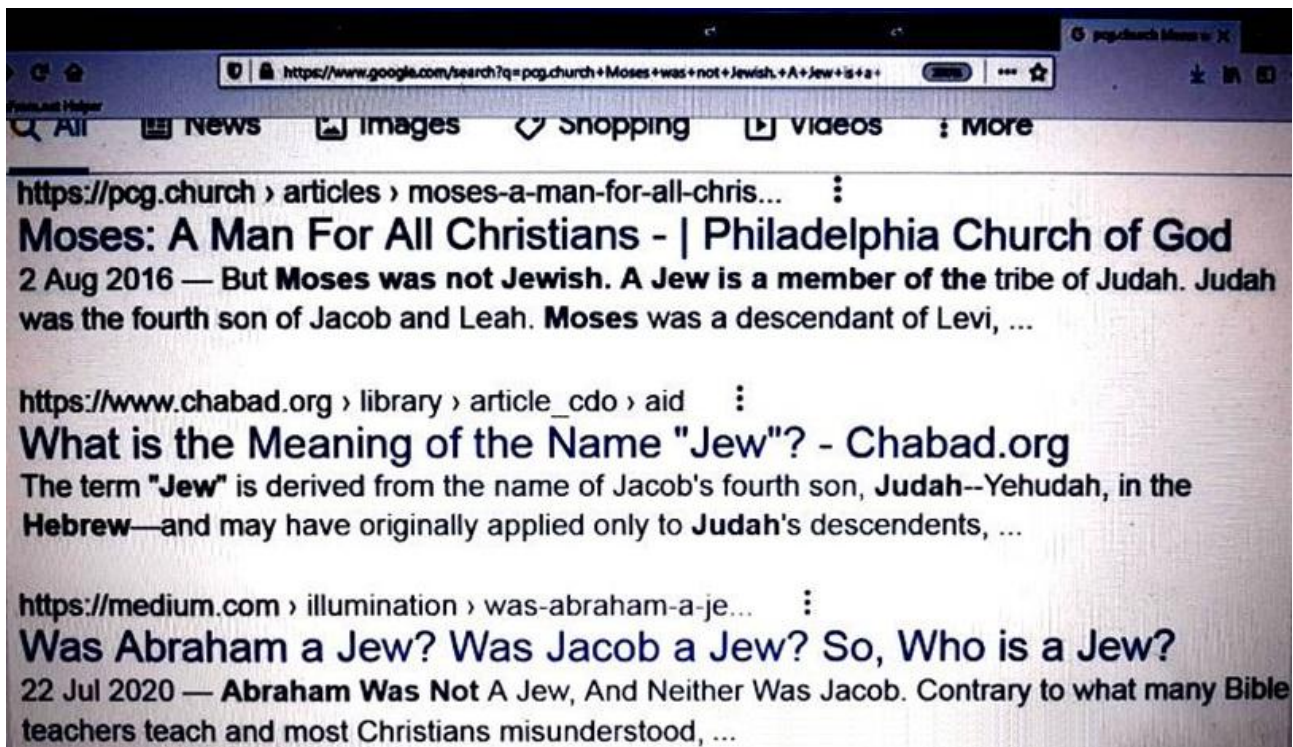 G pcg.church Moses w X
https://www.google.com/search?q=pcg.church+Moses+was+not+Jewish.+A+Jew+is+a+
Helper
All News Images Shopping Videos More
https://pcg.church › articles › moses-a-man-for-all-chris...
Moses: A Man For All Christians - | Philadelphia Church of God
2 Aug 2016 — But Moses was not Jewish. A Jew is a member of the tribe of Judah. Judah
was the fourth son of Jacob and Leah. Moses was a descendant of Levi, ...
https://www.chabad.org › library › article_cdo › aid
What is the Meaning of the Name "Jew"? - Chabad.org
The term "Jew" is derived from the name of Jacob's fourth son, Judah--Yehudah, in the
Hebrew—and may have originally applied only to Judah's descendents, ...
https://medium.com › illumination › was-abraham-a-je...
Was Abraham a Jew? Was Jacob a Jew? So, Who is a Jew?
22 Jul 2020 — Abraham Was Not A Jew, And Neither Was Jacob. Contrary to what many Bible
teachers teach and most Christians misunderstood, ...